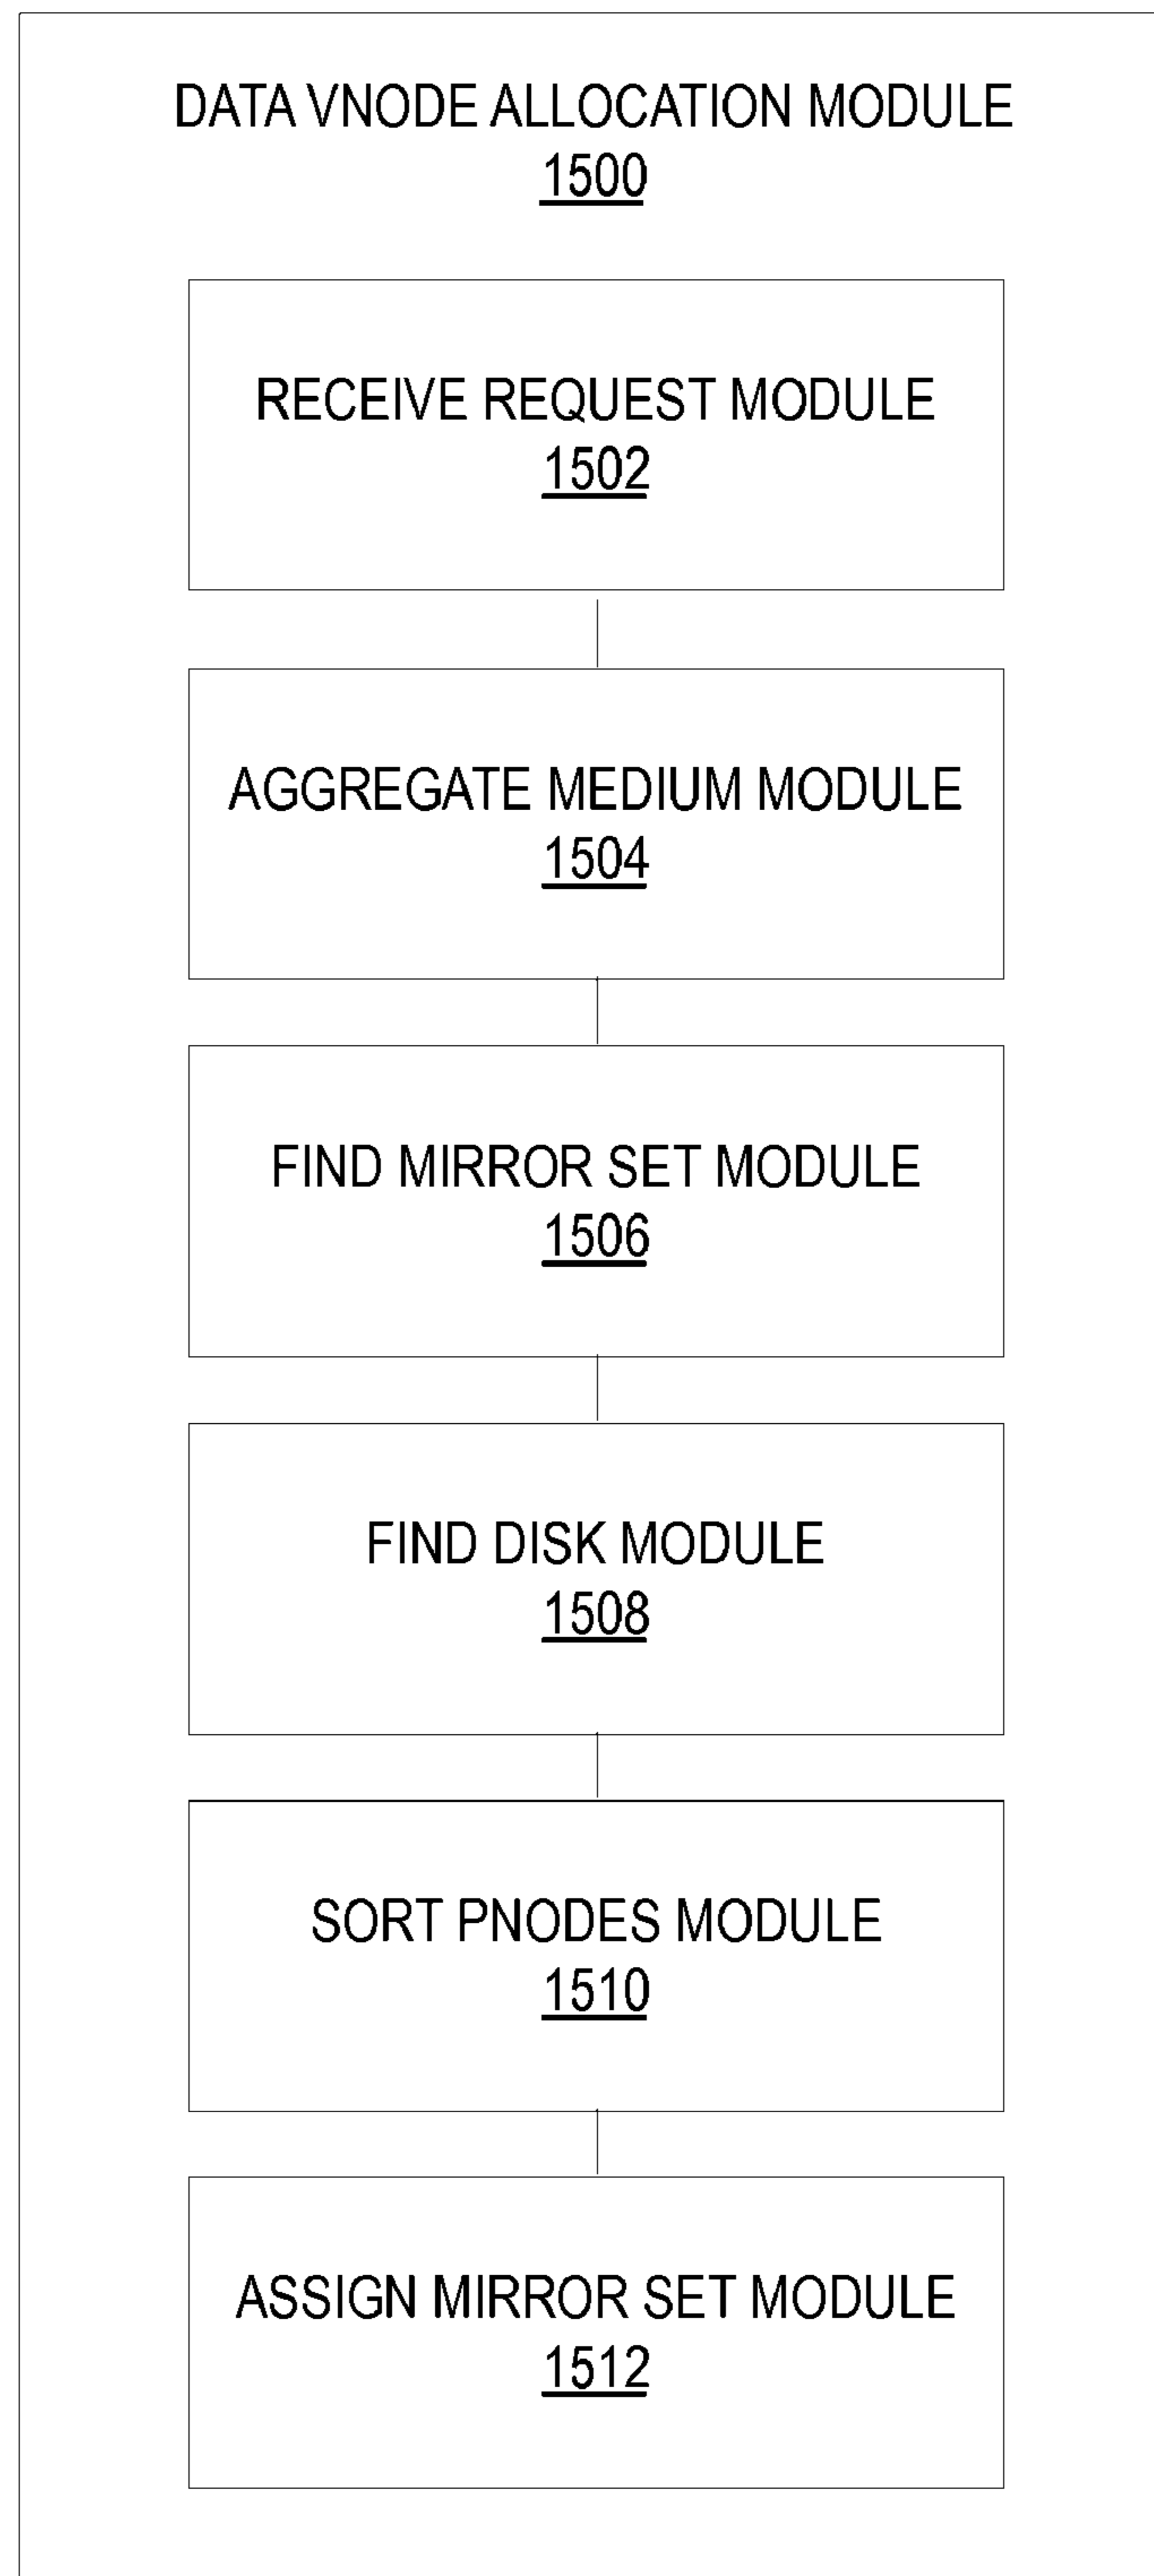 DATA VNODE ALLOCATION MODULE
1500
RECEIVE REQUEST MODULE
1502
AGGREGATE MEDIUM MODULE
1504
FIND MIRROR SET MODULE
1506
FIND DISK MODULE
1508
SORT PNODES MODULE
1510
ASSIGN MIRROR SET MODULE
1512